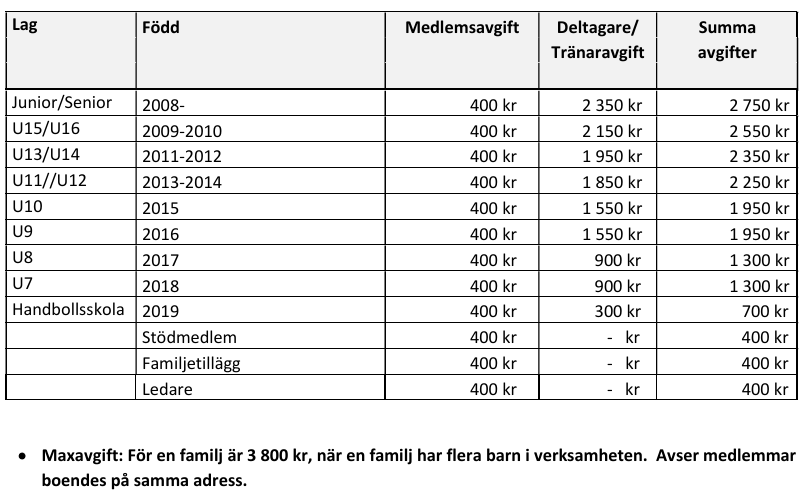 Lag Född Medlemsavgift Deltagare/ Summa
Tränaravgift avgifter
Junior/Senior 2008- 400 kr 2 350 kr 2 750 kr
U15/U16 2009-2010 400 kr 2 150 kr 2 550 kr
U13/U14 2011-2012 400 kr 1 950 kr 2 350 kr
U11//U12 2013-2014 400 kr 1 850 kr 2 250 kr
U10 2015 400 kr 1 550 kr 1 950 kr
U9 2016 400 kr 1 550 kr 1 950 kr
U8 2017 400 kr 900 kr 1 300 kr
U7 2018 400 kr 900 kr 1 300 kr
Handbollsskola 2019 400 kr 300 kr 700 kr
Stödmedlem 400 kr - kr 400 kr
Familjetillägg 400 kr - kr 400 kr
Ledare 400 kr - kr 400 kr
• Maxavgift: För en familj är 3 800 kr, när en familj har flera barn i verksamheten. Avser medlemmar
boendes på samma adress.